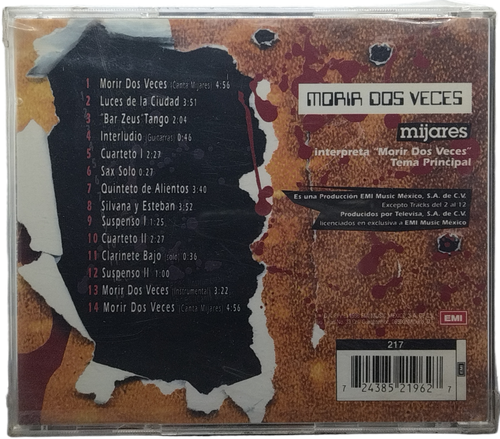 1 Morir Dos Veces (Canta Mijares) 4:56
2 Luces de la Ciudad 3:51
3 "Bar Zeus" Tango 2:04
4 Interludio (Guitarras) 0:46
5 Cuarteto I 2:27
6 Sax Solo 0:27
7 Quinteto de Alientos 3:40
8 Silvana y Esteban 3:52
9 Suspenso I 1:25
10 Cuarteto II 2:27
11 Clarinete Bajo (solo) 0:36
12 Suspenso II 1:00
13 Morir Dos Veces (Instrumental) 3:22
14 Morir Dos Veces (Canta Mijares) 4:56
MORIR DOS VECES
mijares
interpreta "Morir Dos Veces"
Tema Principal
Es una Producción EMI Music México, S.A. de C.V.
Excepto Tracks del 2 al 12
Producidos por Televisa, S.A. de C.V.
licenciados en exclusiva a EMI Music México
EMI
217
7 24385 21962 7